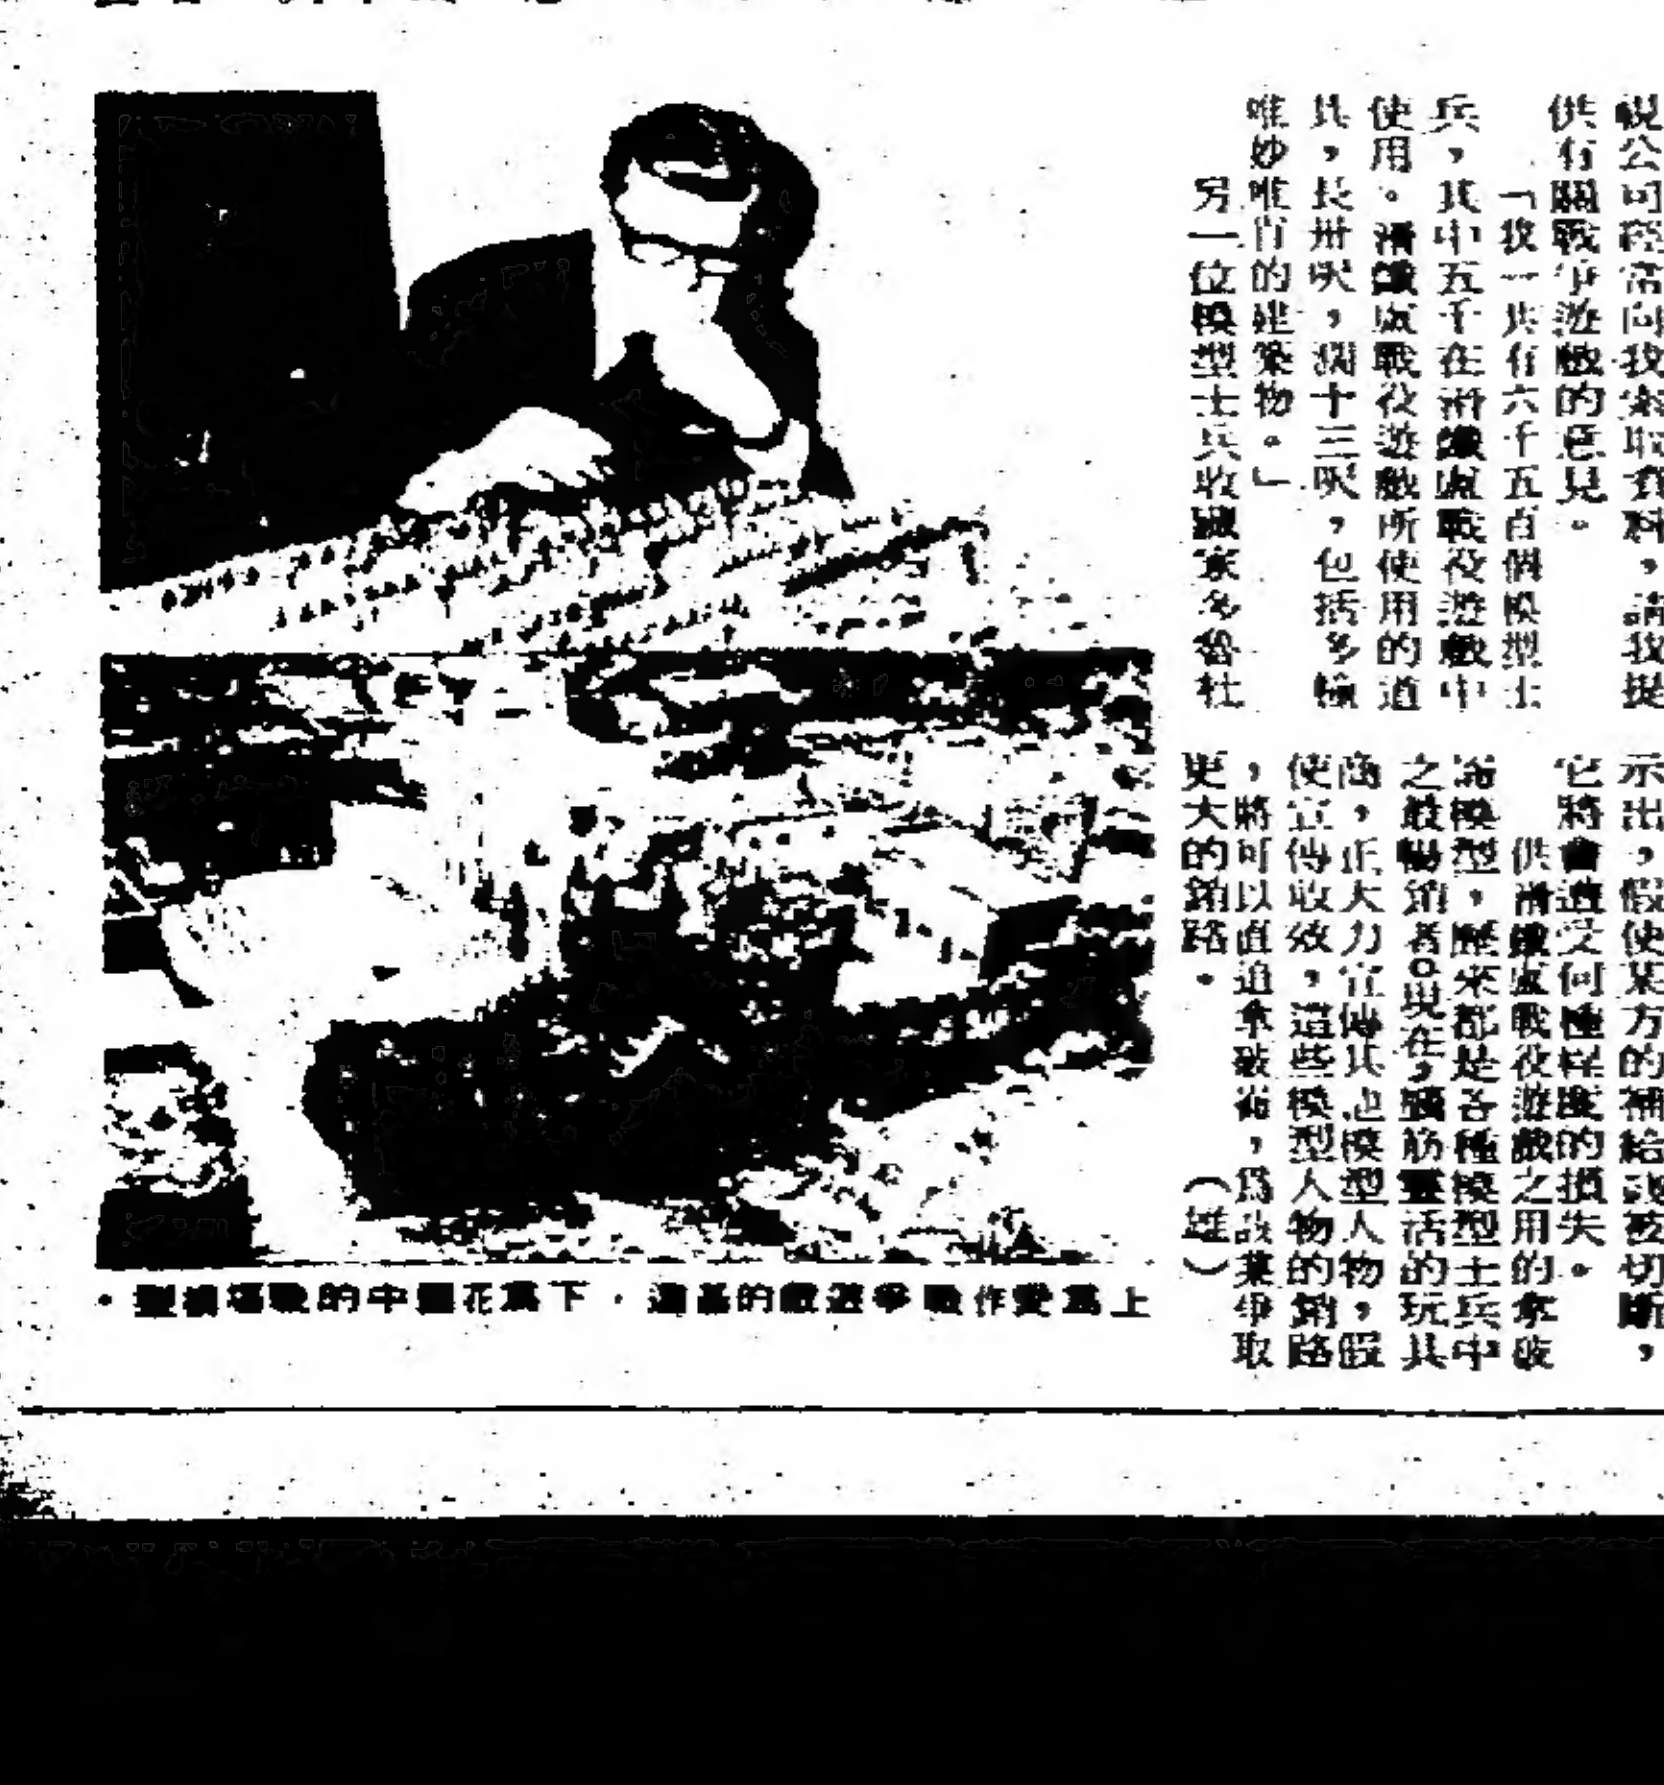 視公司經常向我索取資料，請我提
供有關戰爭遊戲的意見。
「我一共有六千五百個模型士
兵，其中五千在滑鐵盧戰役遊戲中
使用。滑鐵盧戰役遊戲所使用的道
具，長卅呎，濶十三呎，包括多幢
唯妙唯肖的建築物。」
另一位模型士兵收藏家多魯杜
示出，假使某方的補給被切斷，
它將會遭受何種程度的損失。
供滑鐵盧戰役遊戲之用的拿破
崙模型，歷來都是各種模型士兵中
之最暢銷者。現在，腦筋靈活的玩具
商，正大力宣傳其他模型人物，假
使宣傳收效，這些模型人物的銷路
，將可以直追拿破崙，爲故業爭取
更大的銷路。
（雄）
上爲變作戰爭遊戲的。下爲花園中的戰場模型。